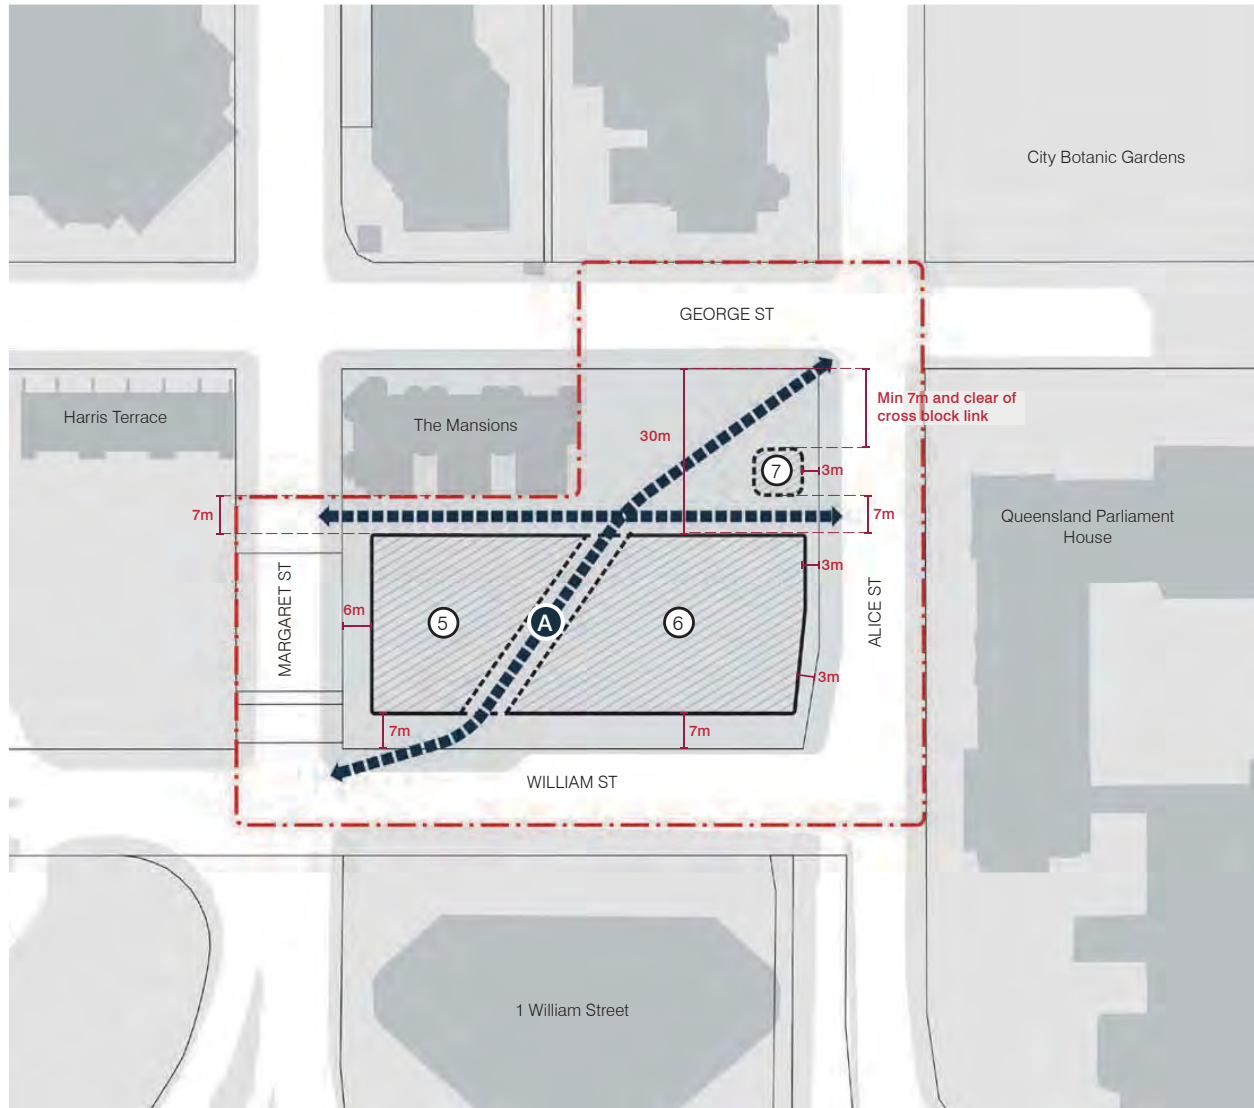 City Botanic Gardens
GEORGE ST
Min 7m and clear of
cross block link
Harris Terrace
The Mansions
30m
7
3m
7m
7m
Queensland Parliament
House
3m
MARGARET ST
ALICE ST
6m
5
A
6
3m
7m
7m
WILLIAM ST
1 William Street